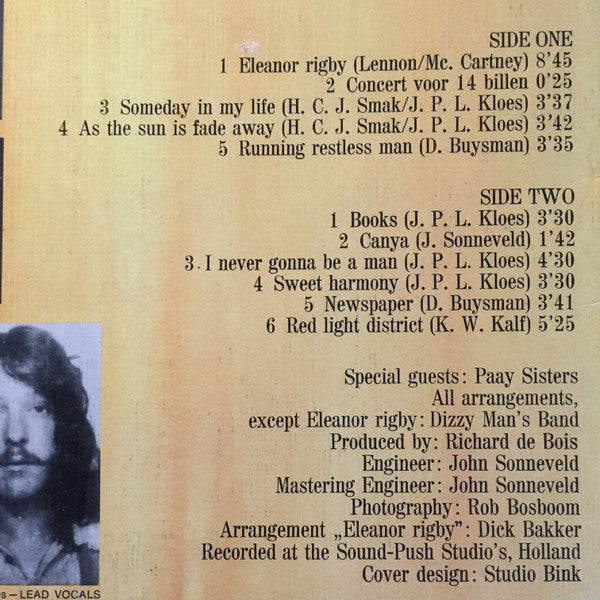 SIDE ONE
1 Eleanor rigby (Lennon/Mc. Cartney) 8'45
2 Concert voor 14 billen 0'25
3 Someday in my life (H. C. J. Smak/J. P. L. Kloes) 3'37
4 As the sun is fade away (H. C. J. Smak/J. P. L. Kloes) 3'42
5 Running restless man (D. Buysman) 3'35
SIDE TWO
1 Books (J. P. L. Kloes) 3'30
2 Canya (J. Sonneveld) 1'42
3 I never gonna be a man (J. P. L. Kloes) 4'30
4 Sweet harmony (J. P. L. Kloes) 3'30
5 Newspaper (D. Buysman) 3'41
6 Red light district (K. W. Kalf) 5'25
Special guests: Paay Sisters
All arrangements,
except Eleanor rigby: Dizzy Man's Band
Produced by: Richard de Bois
Engineer: John Sonneveld
Mastering Engineer: John Sonneveld
Photography: Rob Bosboom
Arrangement „Eleanor rigby”: Dick Bakker
Recorded at the Sound-Push Studio's, Holland
Cover design: Studio Bink
– LEAD VOCALS